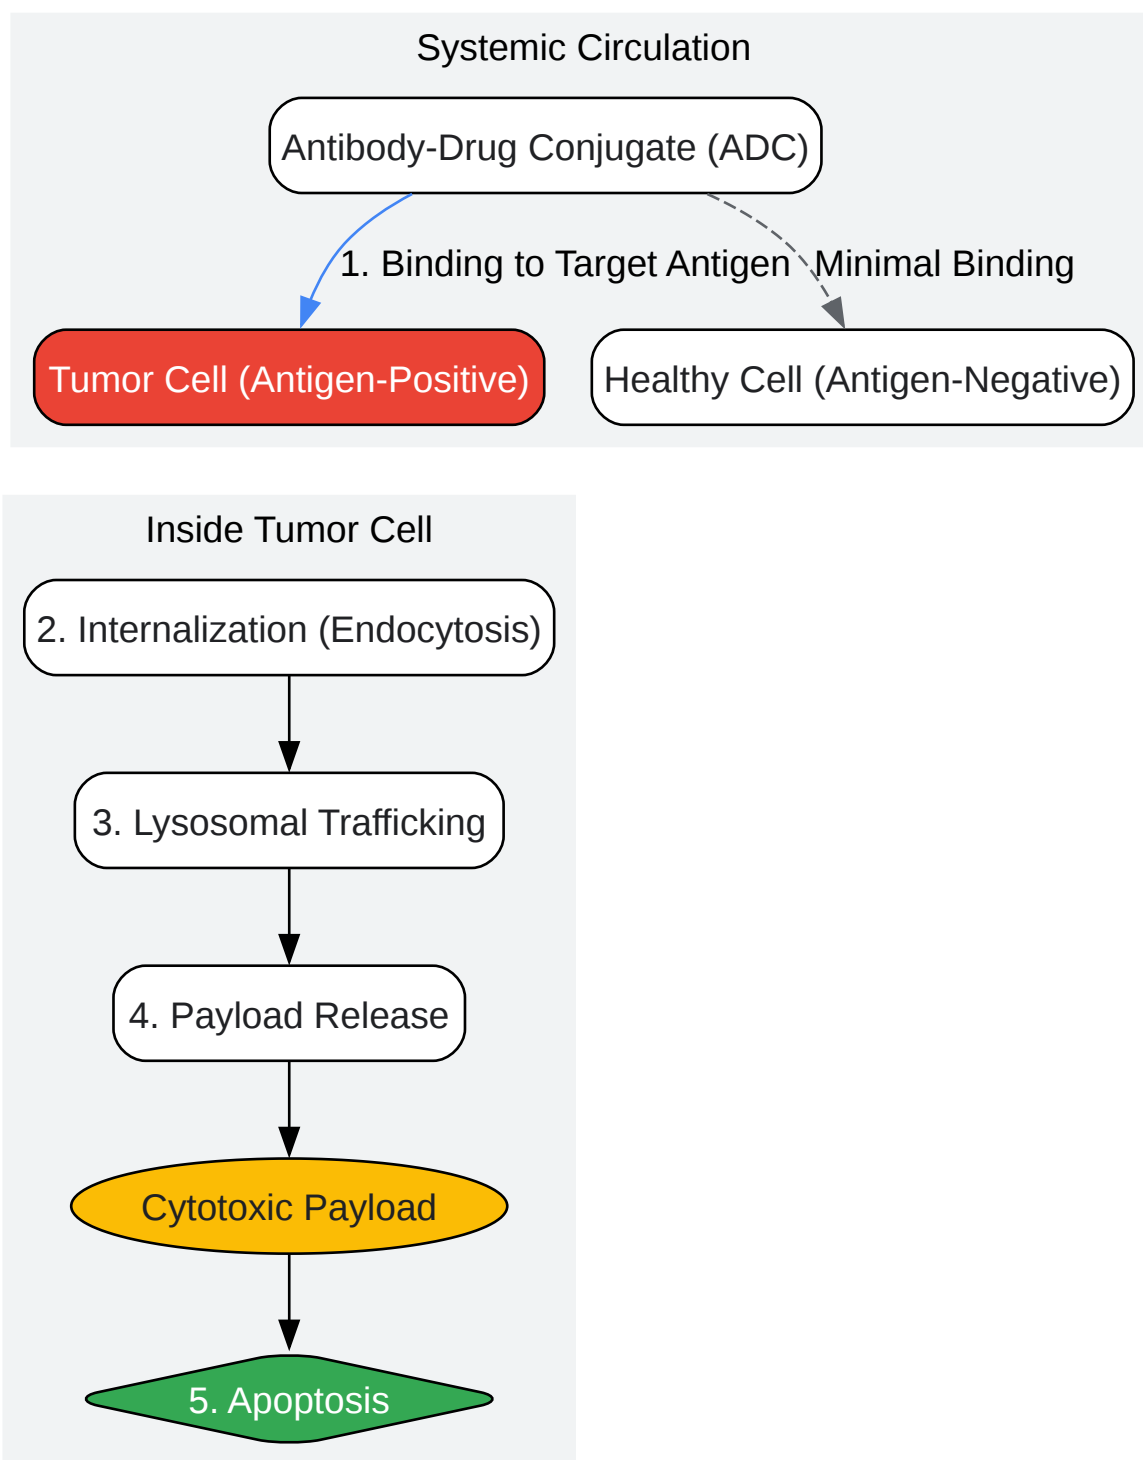 Systemic Circulation
Antibody-Drug Conjugate (ADC)
1. Binding to Target Antigen
Minimal Binding
Tumor Cell (Antigen-Positive)
Healthy Cell (Antigen-Negative)
Inside Tumor Cell
2. Internalization (Endocytosis)
3. Lysosomal Trafficking
4. Payload Release
Cytotoxic Payload
5. Apoptosis